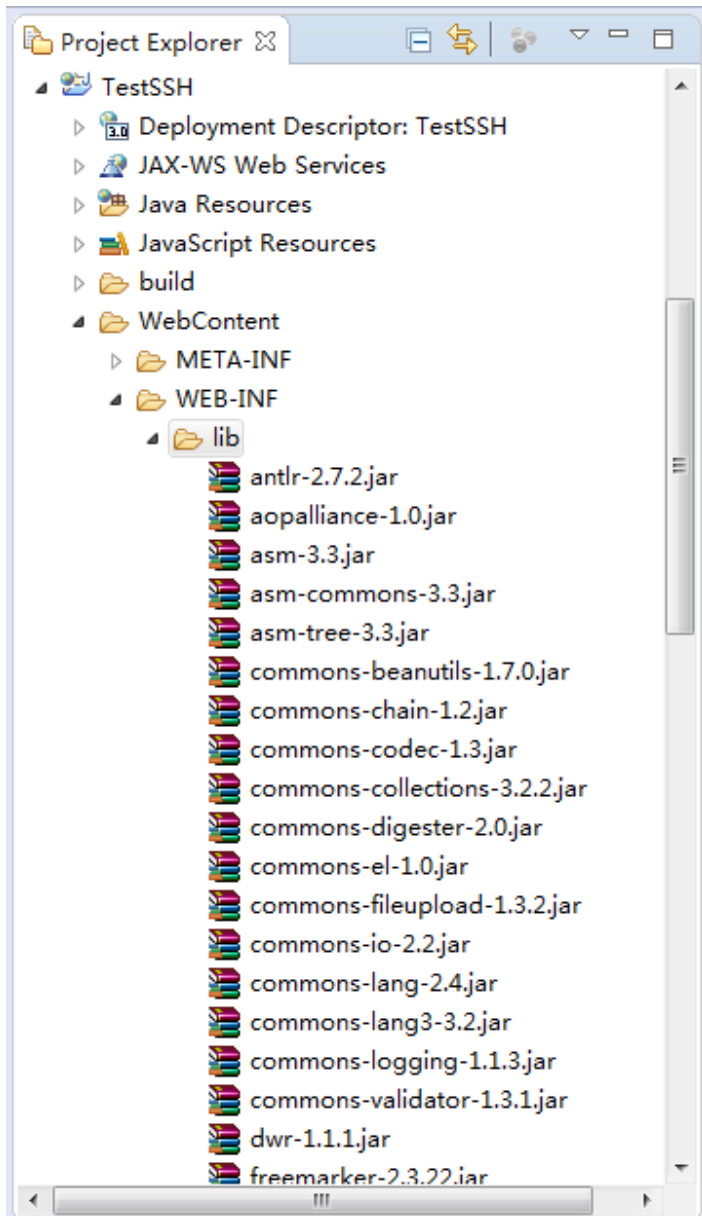 Project Explorer
TestSSH
3.0 Deployment Descriptor: TestSSH
JAX-WS Web Services
Java Resources
JavaScript Resources
build
WebContent
META-INF
WEB-INF
lib
antlr-2.7.2.jar
aopalliance-1.0.jar
asm-3.3.jar
asm-commons-3.3.jar
asm-tree-3.3.jar
commons-beanutils-1.7.0.jar
commons-chain-1.2.jar
commons-codec-1.3.jar
commons-collections-3.2.2.jar
commons-digester-2.0.jar
commons-el-1.0.jar
commons-fileupload-1.3.2.jar
commons-io-2.2.jar
commons-lang-2.4.jar
commons-lang3-3.2.jar
commons-logging-1.1.3.jar
commons-validator-1.3.1.jar
dwr-1.1.1.jar
freemarker-2.3.22.jar